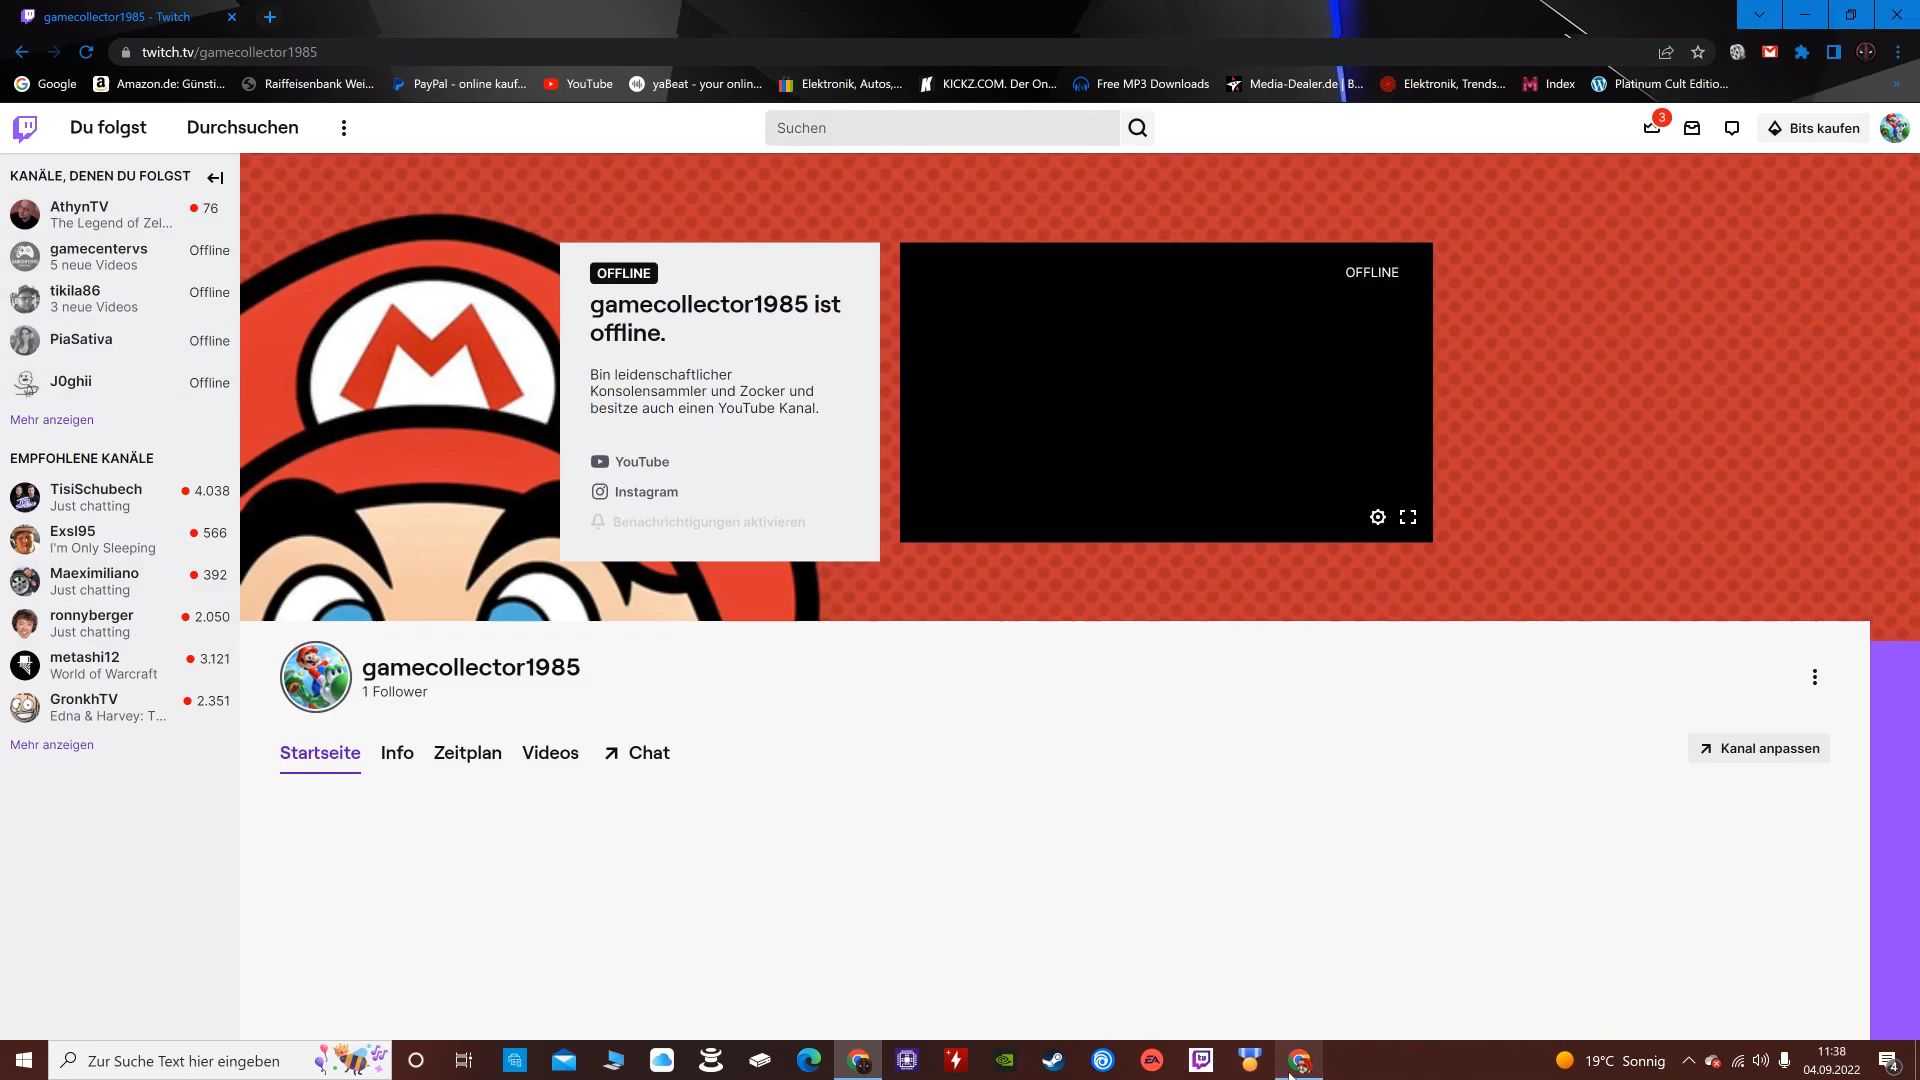 gamecollector1985 - Twitch
twitch.tv/gamecollector1985
Google
Amazon.de: Günsti...
Raiffeisenbank Wei...
PayPal - online kauf...
YouTube
yaBeat - your onlin...
Elektronik, Autos,...
KICKZ.COM. Der On...
Free MP3 Downloads
Media-Dealer.de | B...
Elektronik, Trends...
Index
Platinum Cult Editio...
»
Du folgst
Durchsuchen
Suchen
3
Bits kaufen
KANÄLE, DENEN DU FOLGST
AthynTV
76
The Legend of Zel...
gamecentervs
Offline
5 neue Videos
tikila86
Offline
3 neue Videos
PiaSativa
Offline
J0ghii
Offline
Mehr anzeigen
EMPFOHLENE KANÄLE
TisiSchubech
4.038
Just chatting
Exsl95
566
I'm Only Sleeping
Maeximiliano
392
Just chatting
ronnyberger
2.050
Just chatting
metashi12
3.121
World of Warcraft
GronkhTV
2.351
Edna & Harvey: T...
Mehr anzeigen
M
OFFLINE
gamecollector1985 ist
offline.
Bin leidenschaftlicher
Konsolensammler und Zocker und
besitze auch einen YouTube Kanal.
YouTube
Instagram
Benachrichtigungen aktivieren
OFFLINE
gamecollector1985
1 Follower
Startseite
Info
Zeitplan
Videos
Chat
Kanal anpassen
Zur Suche Text hier eingeben
EA
19°C Sonnig
11:38
04.09.2022
4